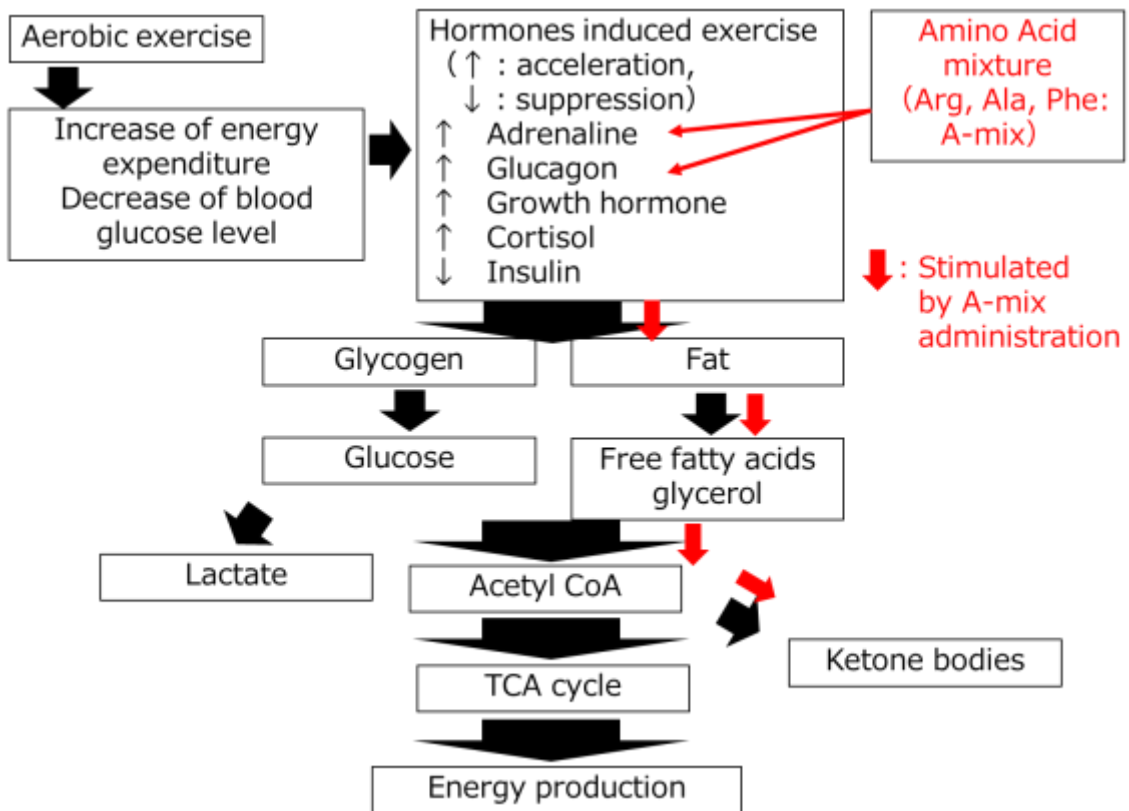 Aerobic exercise
Increase of energy
expenditure
Decrease of blood
glucose level
Hormones induced exercise
(↑ : acceleration,
↓ : suppression)
↑ Adrenaline
↑ Glucagon
↑ Growth hormone
↑ Cortisol
↓ Insulin
Amino Acid
mixture
(Arg, Ala, Phe:
A-mix)
: Stimulated
by A-mix
administration
Glycogen
Fat
Glucose
Free fatty acids
glycerol
Lactate
Acetyl CoA
Ketone bodies
TCA cycle
Energy production